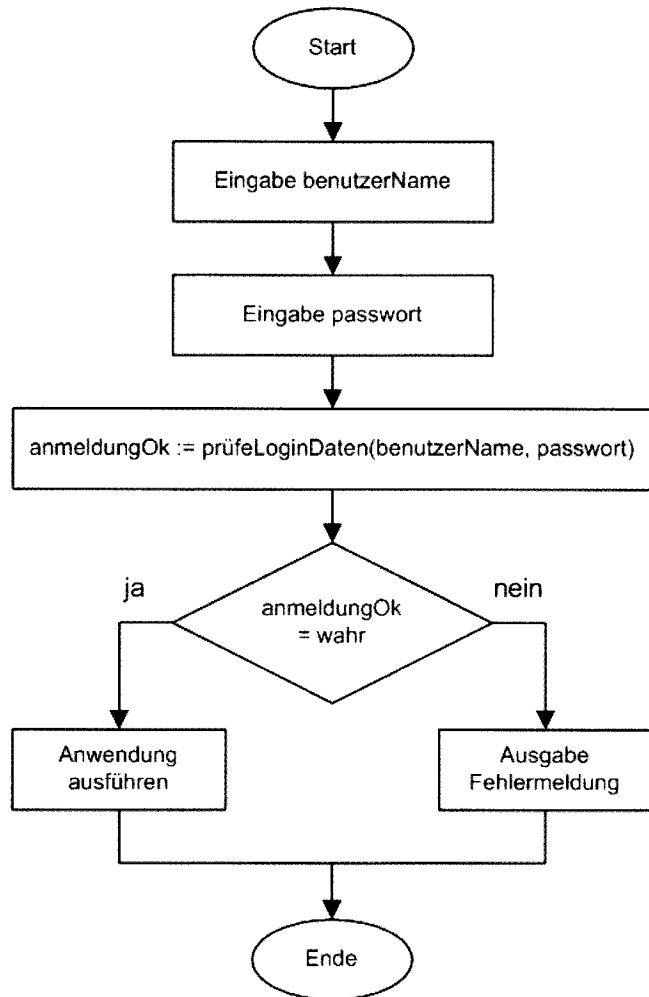 Start
Eingabe benutzerName
Eingabe passwort
anmeldungOk := prüfeLoginDaten(benutzerName, passwort)
ja
nein
anmeldungOk
= wahr
Anwendung
ausführen
Ausgabe
Fehlermeldung
Ende